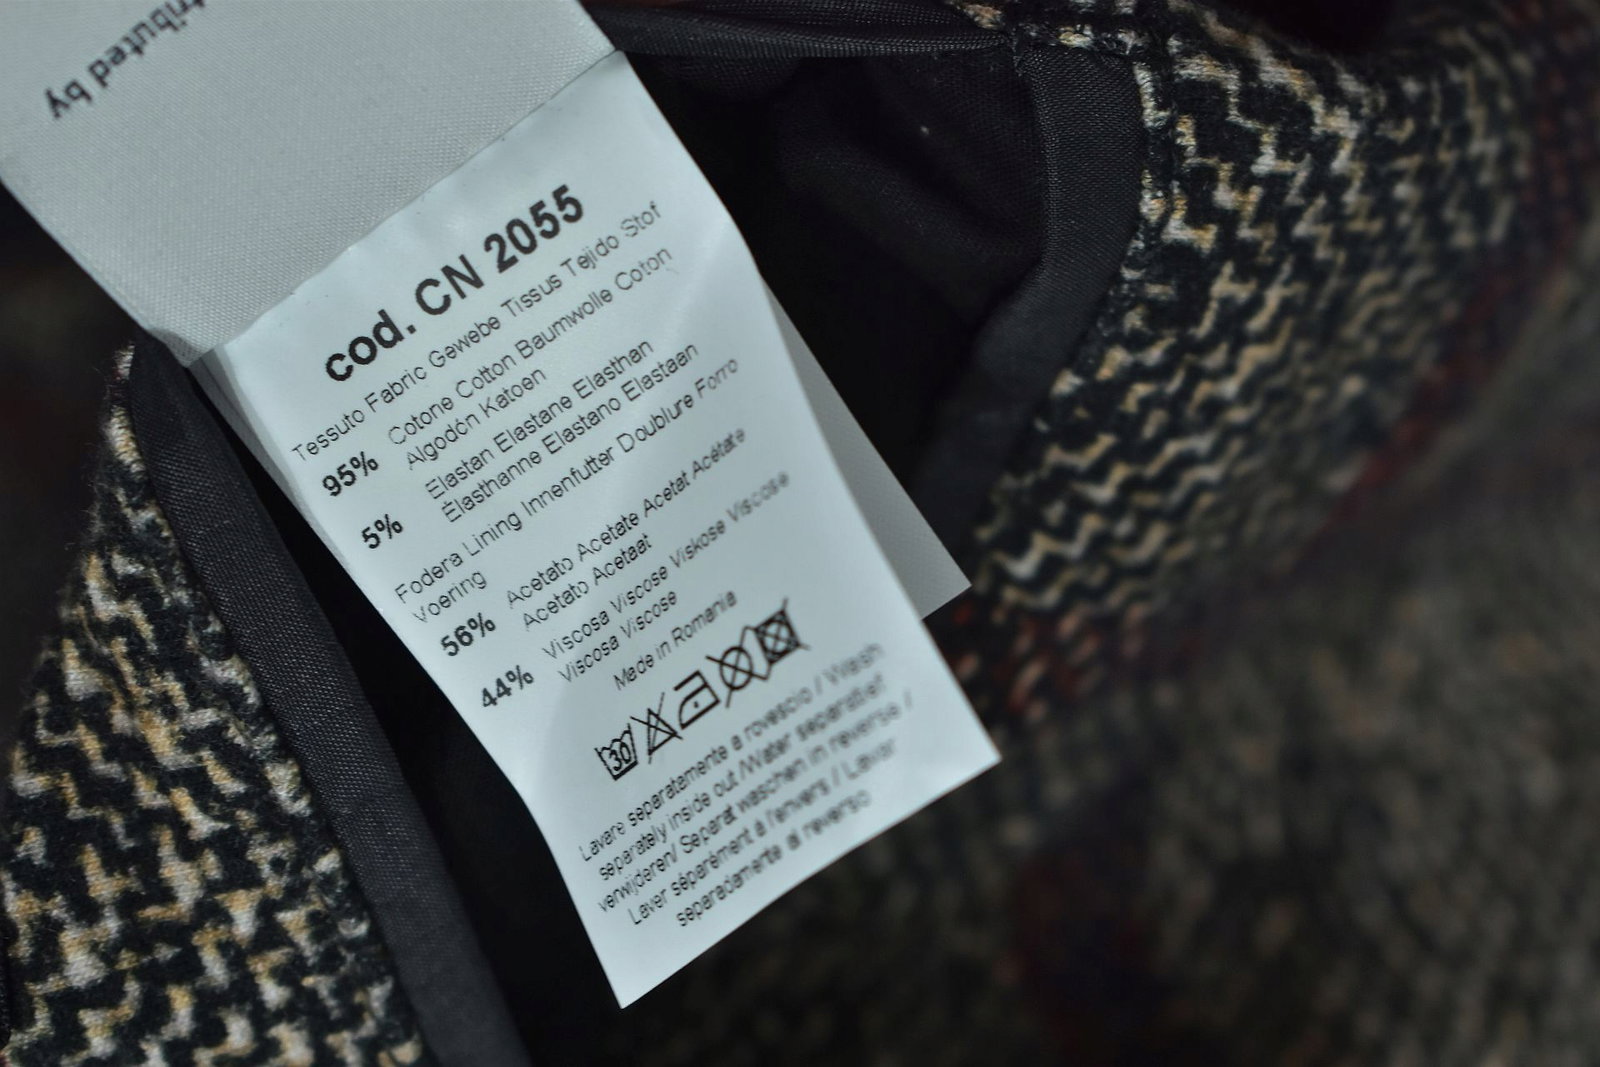 tributed by
cod. CN 2055
Tessuto Fabric Gewebe Tissus Tejido Stof
95% Cotone Cotton Baumwolle Coton
Algodón Katoen
5% Elastan Elastane Elasthan
Élasthanne Elastano Elastaan
Fodera Lining Innenfutter Doublure Forro
Voering
56% Acetato Acetate Acetat Acétate
Acetato Acetaat
44% Viscosa Viscose Viskose Viscose
Viscosa Viscose
Made in Romania
30
Lavare separatamente a rovescio / Wash
separately inside out /Water separatief
verwijderen/ Separat waschen in reverse /
Laver séparément à l'envers / Lavar
separadamente al reverso